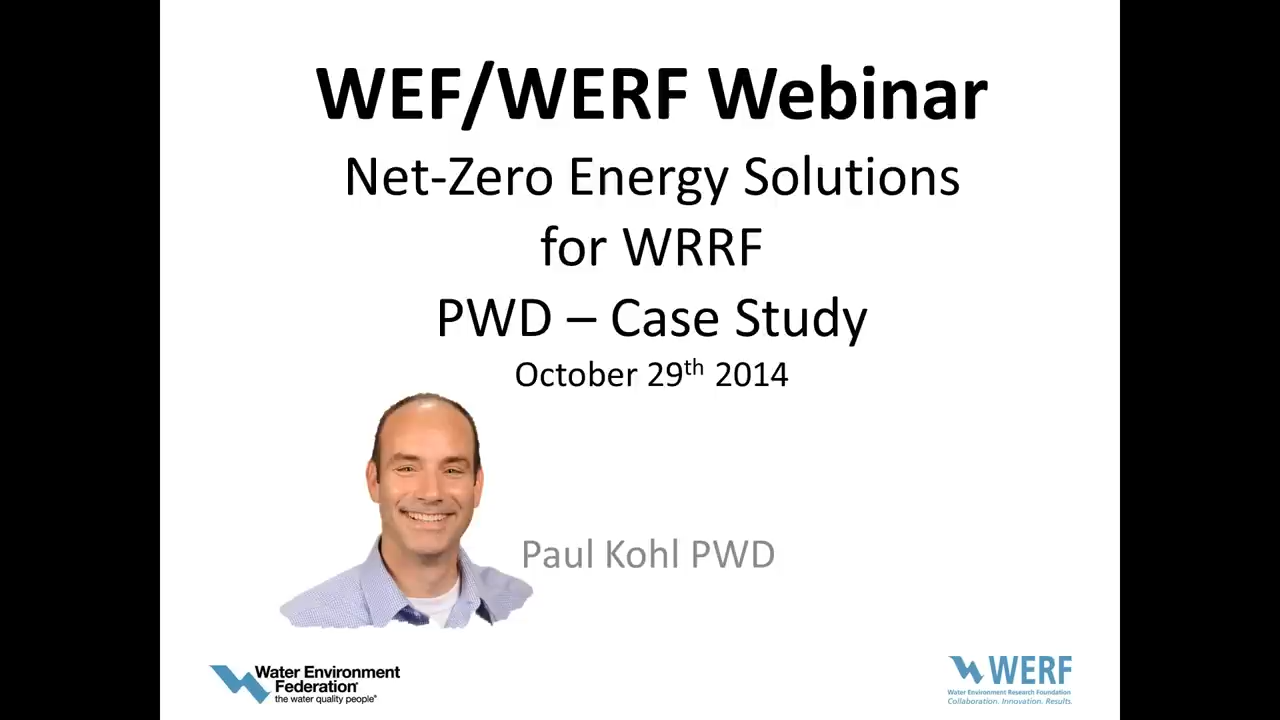 WEF/WERF Webinar
Net-Zero Energy Solutions
for WRRF
PWD – Case Study
October 29th 2014
Paul Kohl PWD
Water Environment
Federation®
the water quality people®
WERF
Water Environment Research Foundation
Collaboration. Innovation. Results.